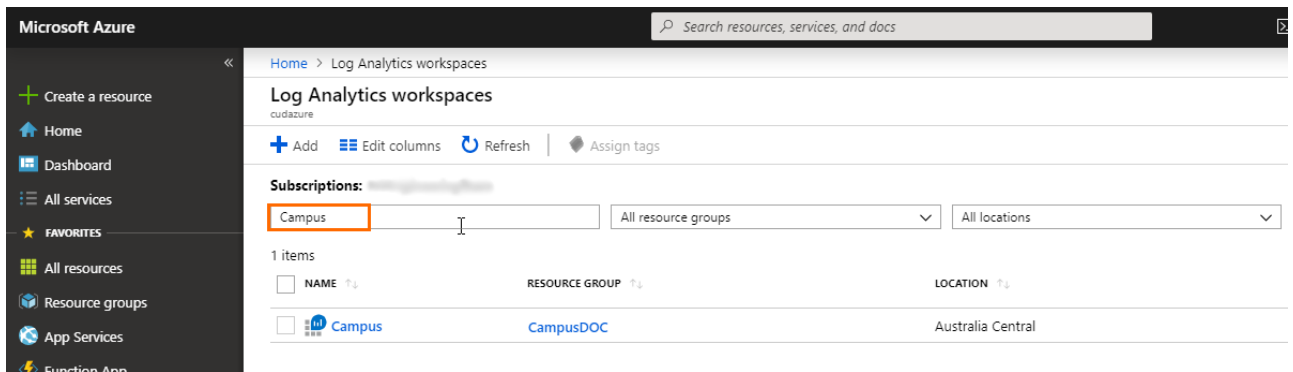 Microsoft Azure
Search resources, services, and docs
«
Create a resource
Home
Dashboard
All services
FAVORITES
All resources
Resource groups
App Services
Function App
Home > Log Analytics workspaces
Log Analytics workspaces
cudazure
Add Edit columns Refresh Assign tags
Subscriptions:
Campus All resource groups All locations
1 items
NAME ↑↓ RESOURCE GROUP ↑↓ LOCATION ↑↓
Campus CampusDOC Australia Central